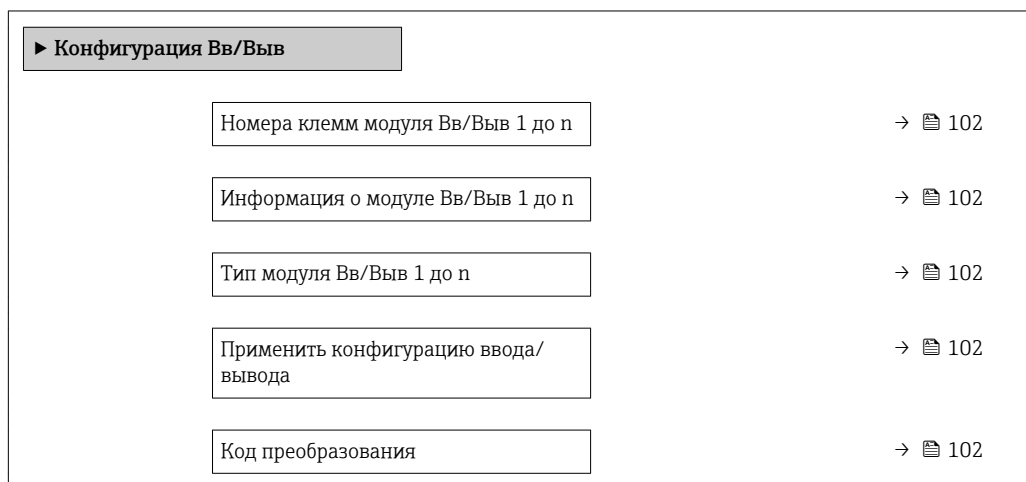 ▶ Конфигурация Вв/Выв
Номера клемм модуля Вв/Выв 1 до n → 102
Информация о модуле Вв/Выв 1 до n → 102
Тип модуля Вв/Выв 1 до n → 102
Применить конфигурацию ввода/ → 102
вывода
Код преобразования → 102